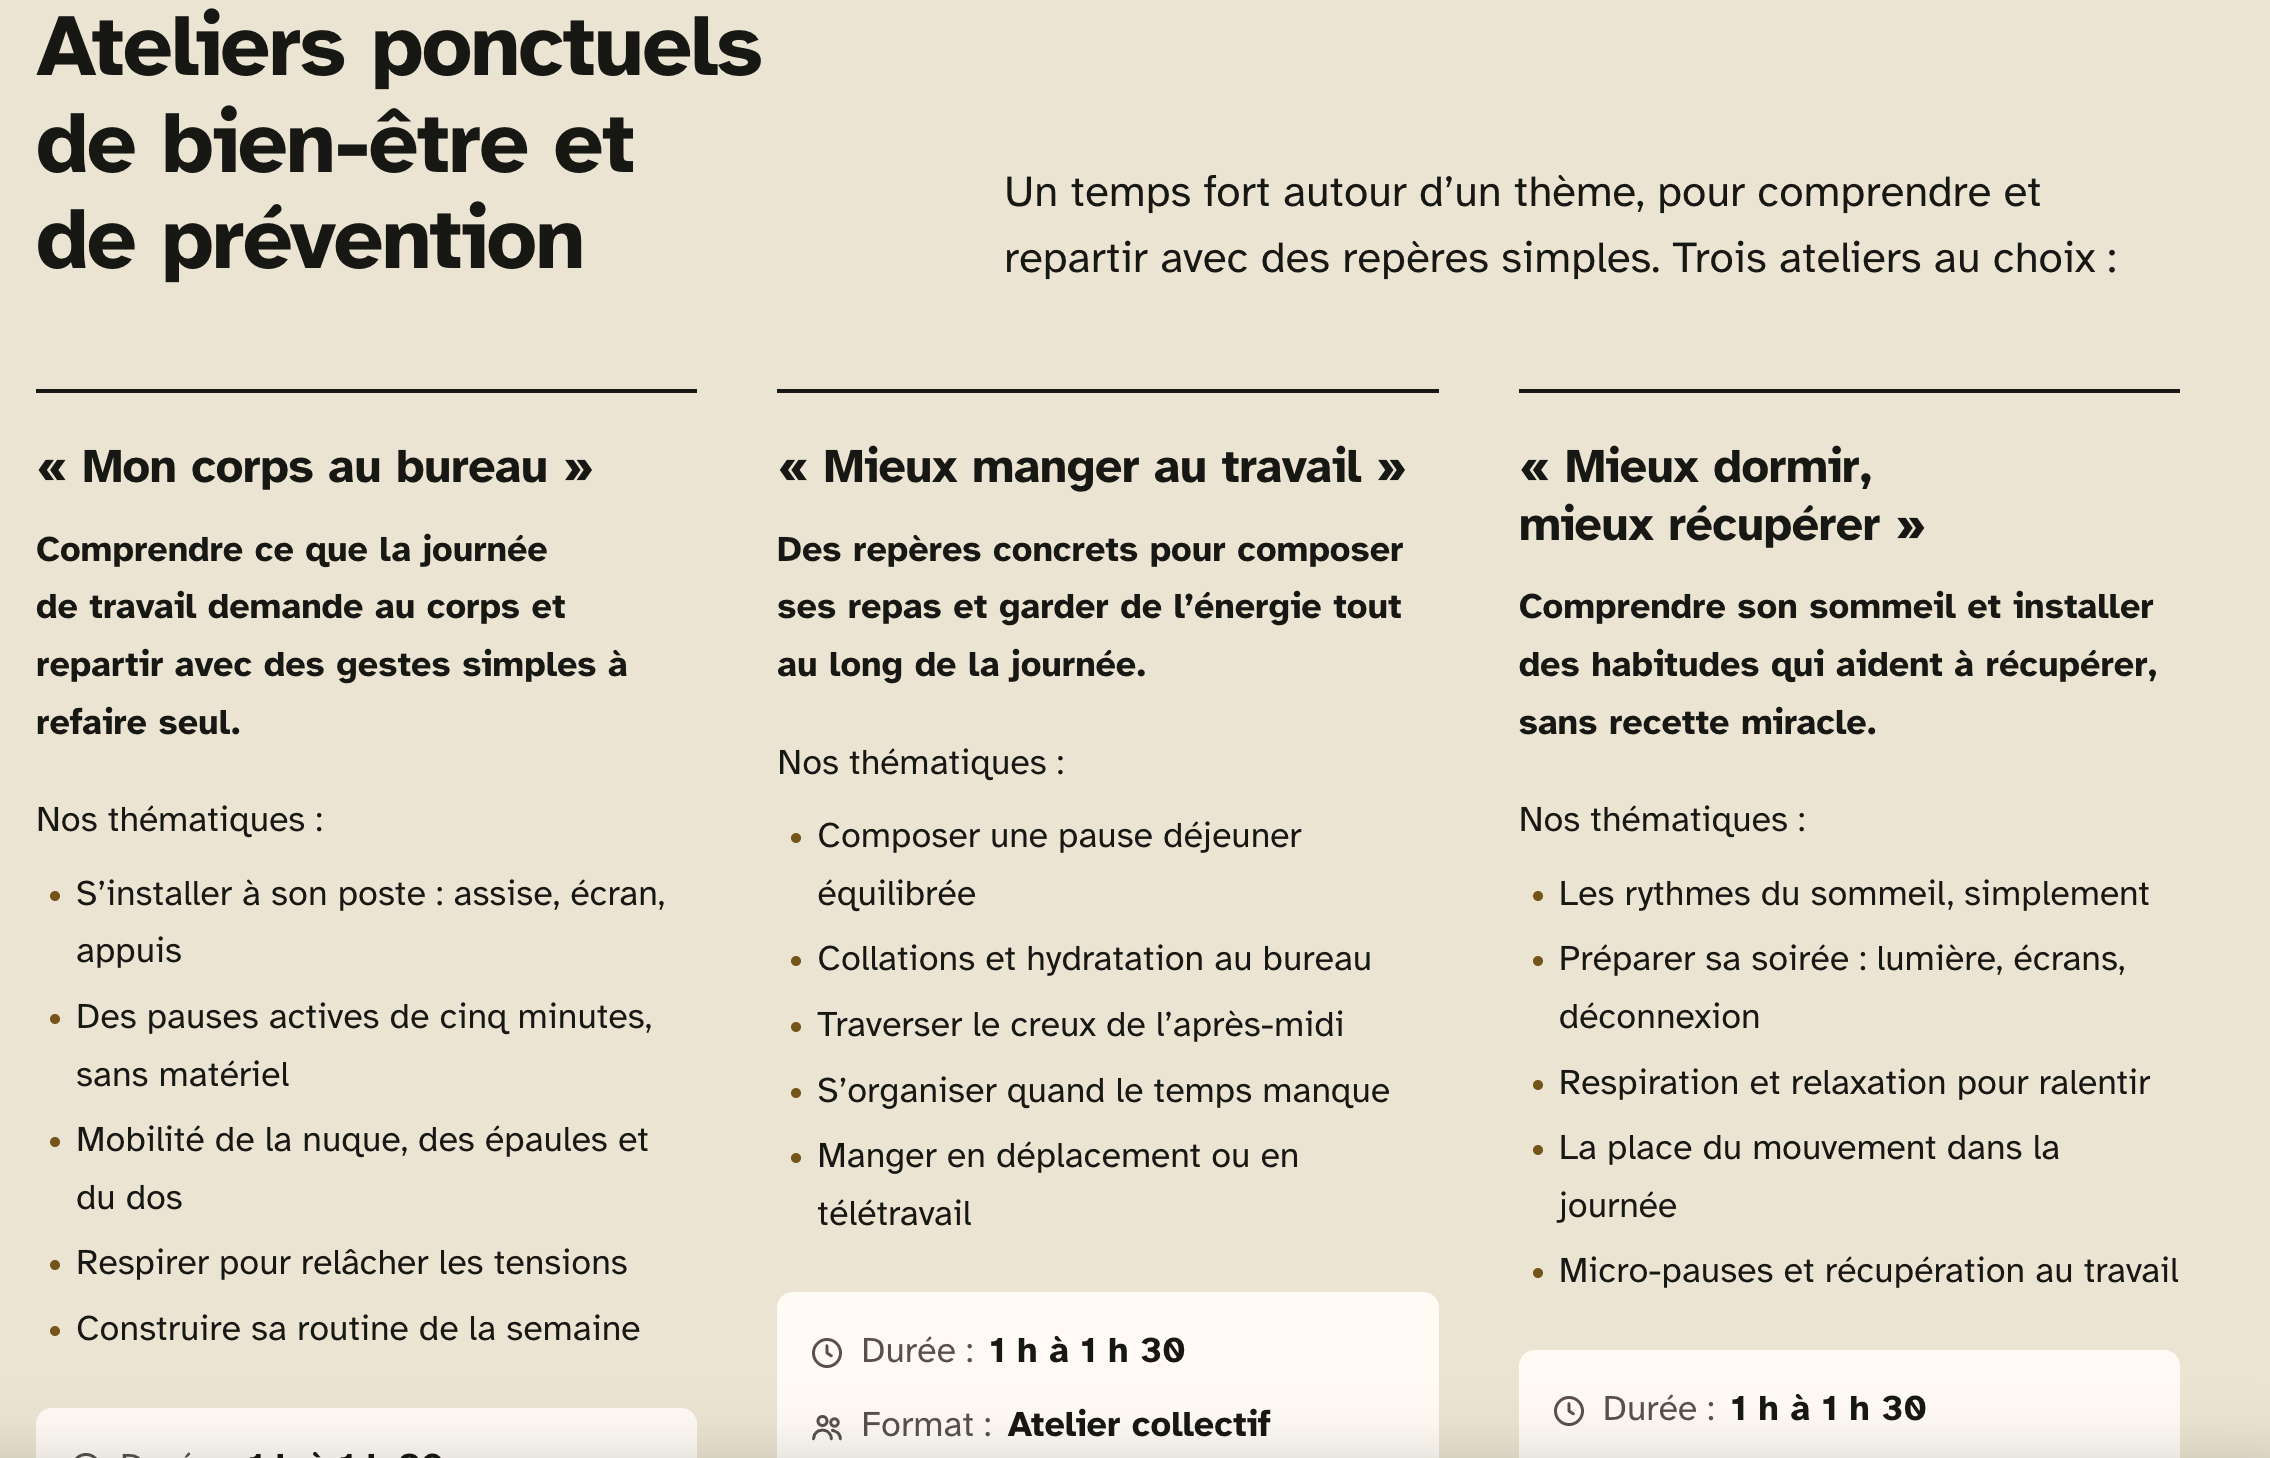 Ateliers ponctuels
de bien-être et
de prévention
Un temps fort autour d’un thème, pour comprendre et
repartir avec des repères simples. Trois ateliers au choix :
« Mon corps au bureau »
Comprendre ce que la journée
de travail demande au corps et
repartir avec des gestes simples à
refaire seul.
Nos thématiques :
• S’installer à son poste : assise, écran,
appuis
• Des pauses actives de cinq minutes,
sans matériel
• Mobilité de la nuque, des épaules et
du dos
• Respirer pour relâcher les tensions
• Construire sa routine de la semaine
« Mieux manger au travail »
Des repères concrets pour composer
ses repas et garder de l’énergie tout
au long de la journée.
Nos thématiques :
• Composer une pause déjeuner
équilibrée
• Collations et hydratation au bureau
• Traverser le creux de l’après-midi
• S’organiser quand le temps manque
• Manger en déplacement ou en
télétravail
Durée : 1 h à 1 h 30
Format : Atelier collectif
« Mieux dormir,
mieux récupérer »
Comprendre son sommeil et installer
des habitudes qui aident à récupérer,
sans recette miracle.
Nos thématiques :
• Les rythmes du sommeil, simplement
• Préparer sa soirée : lumière, écrans,
déconnexion
• Respiration et relaxation pour ralentir
• La place du mouvement dans la
journée
• Micro-pauses et récupération au travail
Durée : 1 h à 1 h 30